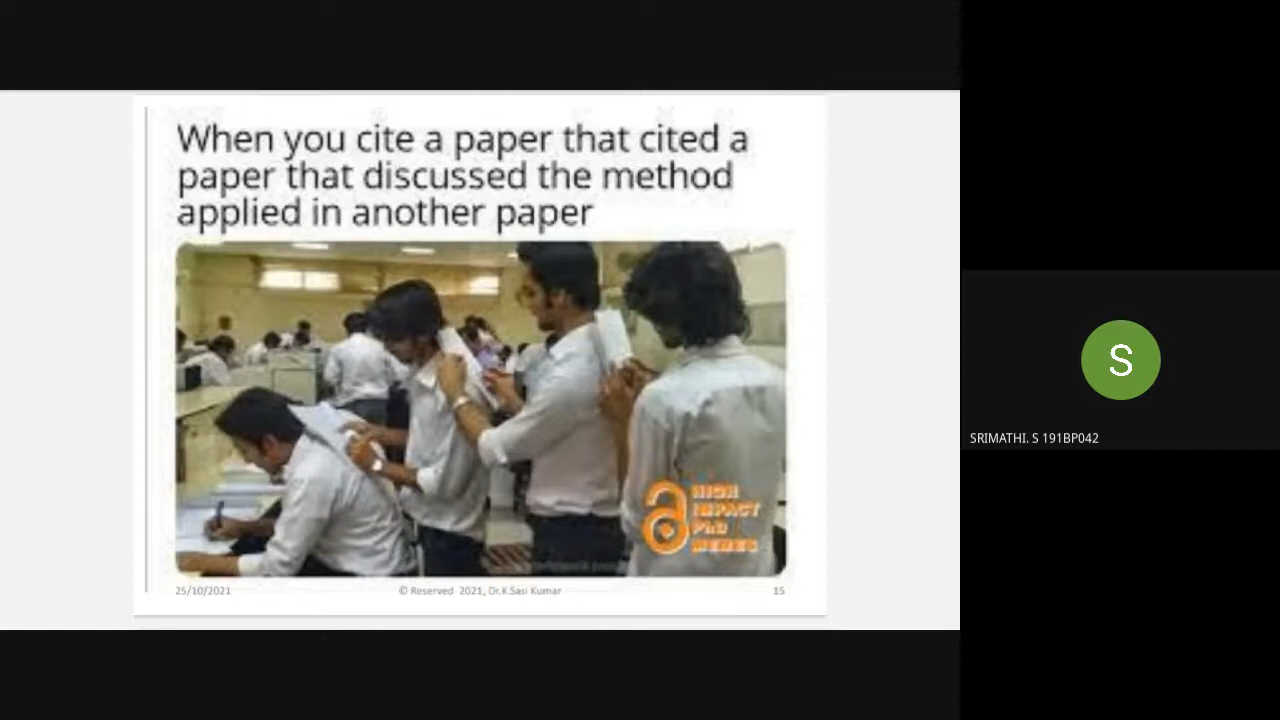 When you cite a paper that cited a
paper that discussed the method
applied in another paper
HIGH
IMPACT
PhD
MEMES
25/10/2021
© Reserved 2021, Dr.K.Sasi Kumar
15
S
SRIMATHI. S 191BP042